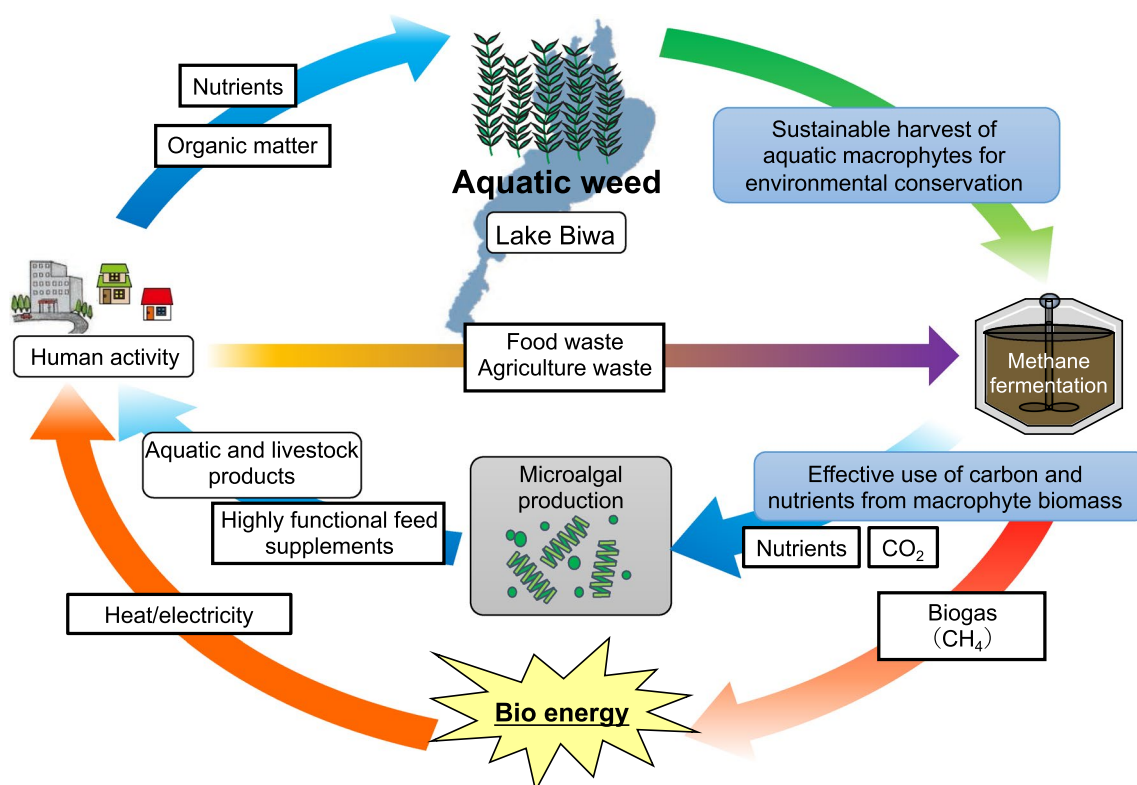 Nutrients
Organic matter
Aquatic weed
Lake Biwa
Sustainable harvest of
aquatic macrophytes for
environmental conservation
Human activity
Food waste
Agriculture waste
Methane
fermentation
Aquatic and livestock
products
Highly functional feed
supplements
Microalgal
production
Effective use of carbon and
nutrients from macrophyte biomass
Nutrients
CO₂
Heat/electricity
Biogas
（CH₄）
Bio energy